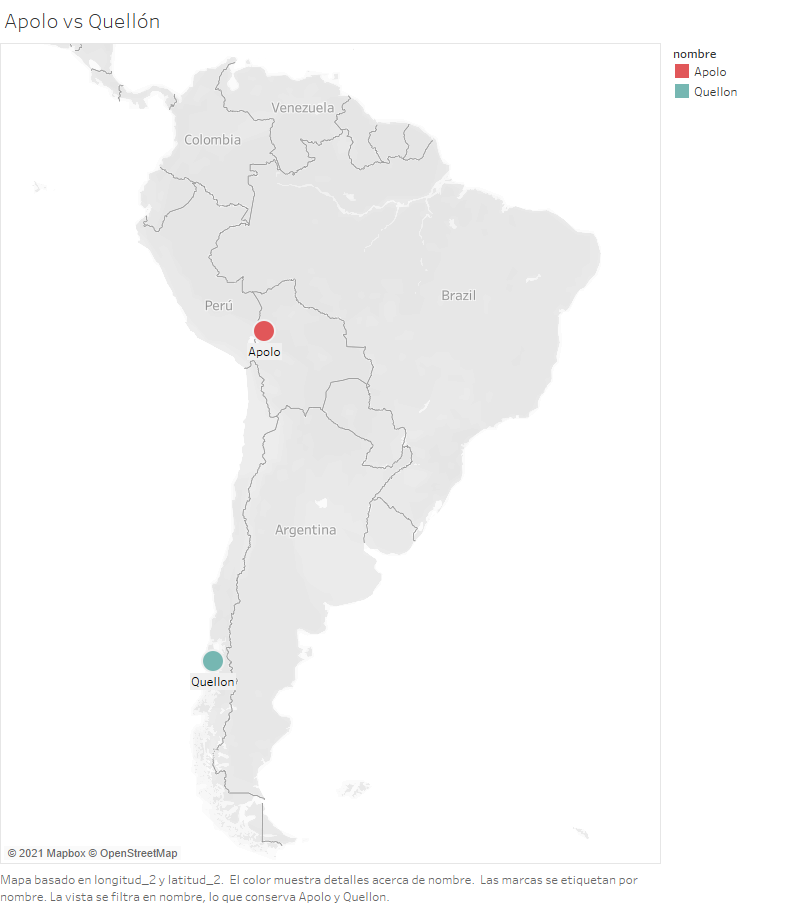 Apolo vs Quellón
nombre
Apolo
Quellon
Venezuela
Colombia
Brazil
Perú
Apolo
Argentina
Quellon
© 2021 Mapbox © OpenStreetMap
Mapa basado en longitud_2 y latitud_2.  El color muestra detalles acerca de nombre.  Las marcas se etiquetan por
nombre. La vista se filtra en nombre, lo que conserva Apolo y Quellon.